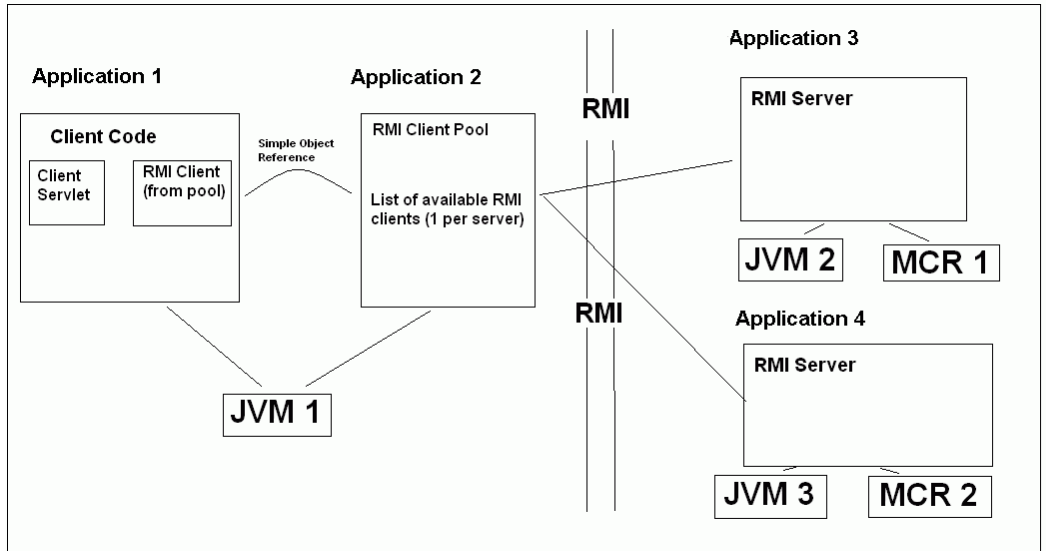 Application 1
Client Code
Client
Servlet
RMI Client
(from pool)
Simple Object
Reference
Application 2
RMI Client Pool
List of available RMI
clients (1 per server)
JVM 1
RMI
RMI
Application 3
RMI Server
JVM 2
MCR 1
Application 4
RMI Server
JVM 3
MCR 2